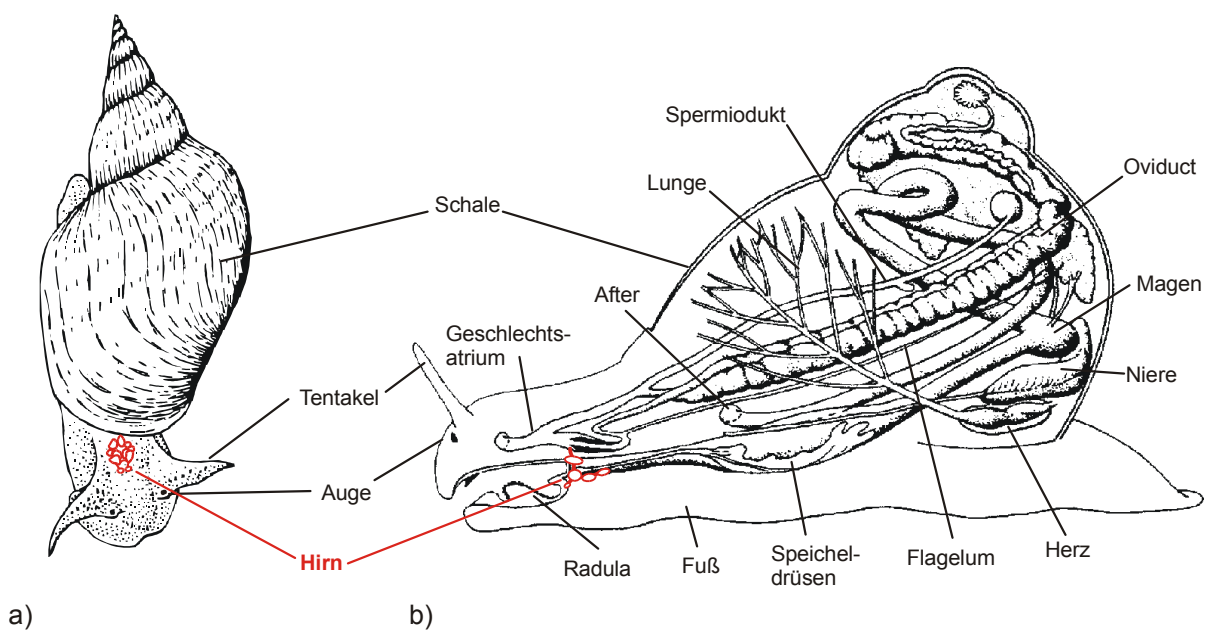 Spermiodukt
Oviduct
Lunge
Schale
Magen
After
Geschlechts-
atrium
Niere
Tentakel
Auge
Hirn
Radula
Fuß
Speichel-
drüsen
Flagelum
Herz
a)
b)